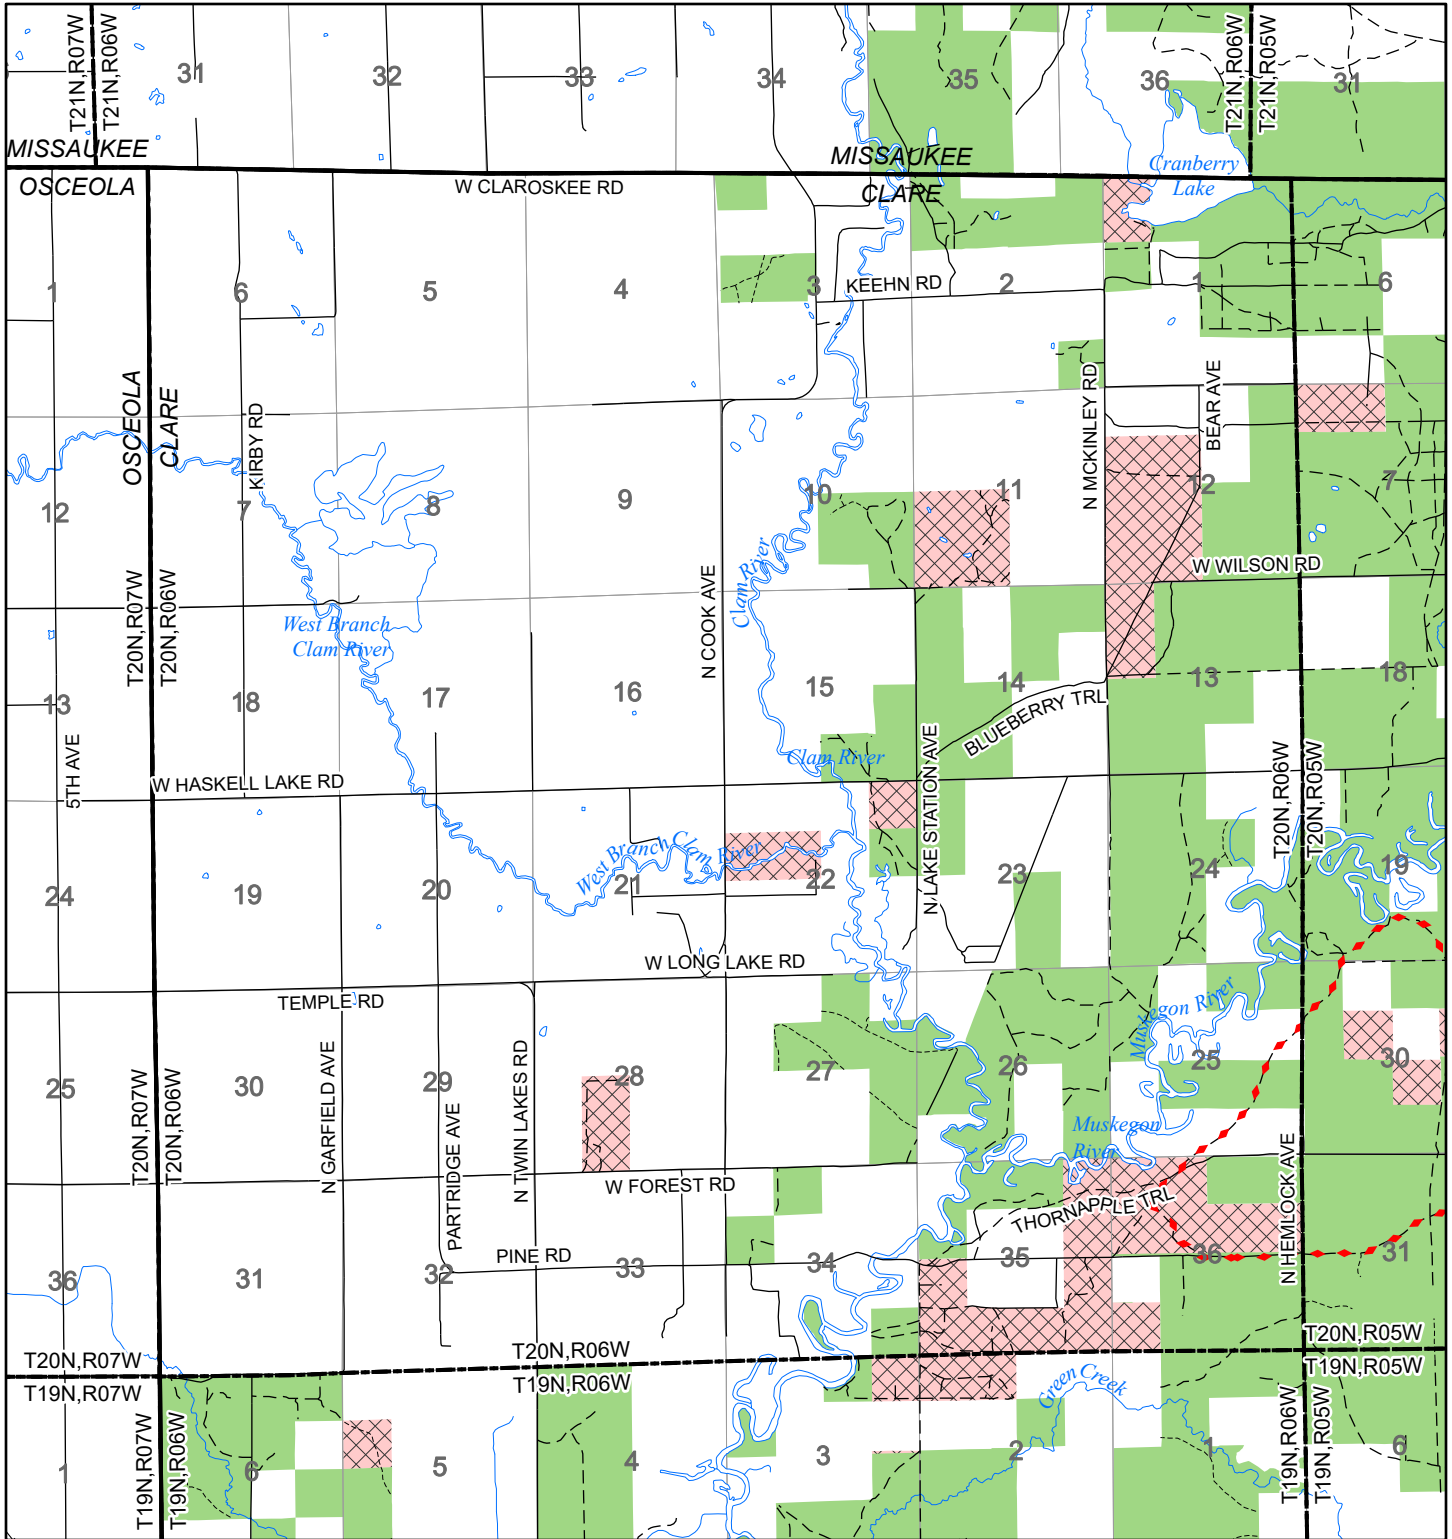 T21N,R07W
T21N,R06W
31
32
33
34
35
36
T21N,R06W
T21N,R05W
31
MISSAUKEE
OSCEOLA
MISSAUKEE
CLARE
W CLAROSKEE RD
Cranberry
Lake
1
6
5
4
3
KEEHN RD
2
1
6
OSCEOLA
CLARE
KIRBY RD
N MCKINLEY RD
BEAR AVE
12
7
8
9
10
11
12
7
Clam River
W WILSON RD
T20N,R07W
T20N,R06W
West Branch
Clam River
N COOK AVE
13
18
17
16
15
14
13
18
BLUEBERRY TRL
5TH AVE
W HASKELL LAKE RD
Clam River
N LAKE STATION AVE
T20N,R06W
T20N,R05W
24
19
20
West Branch Clam River
21
22
23
24
19
W LONG LAKE RD
TEMPLE RD
Muskegon River
25
30
29
28
27
26
25
30
T20N,R07W
T20N,R06W
N GARFIELD AVE
PARTRIDGE AVE
N TWIN LAKES RD
Muskegon
River
W FOREST RD
THORNAPPLE TRL
N HEMLOCK AVE
PINE RD
36
31
32
33
34
35
36
31
T20N,R07W
T19N,R07W
T20N,R06W
T19N,R06W
T20N,R05W
T19N,R05W
Green Creek
T19N,R07W
T19N,R06W
T19N,R06W
T19N,R05W
1
6
5
4
3
2
1
6